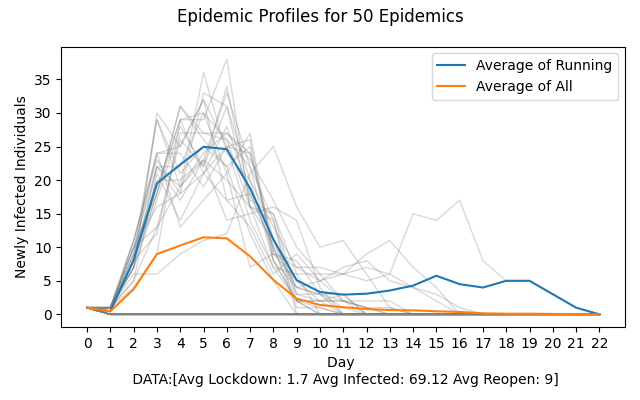 Epidemic Profiles for 50 Epidemics
Average of Running
Average of All
Newly Infected Individuals
35
30
25
20
15
10
5
0
0 1 2 3 4 5 6 7 8 9 10 11 12 13 14 15 16 17 18 19 20 21 22
Day
DATA:[Avg Lockdown: 1.7 Avg Infected: 69.12 Avg Reopen: 9]